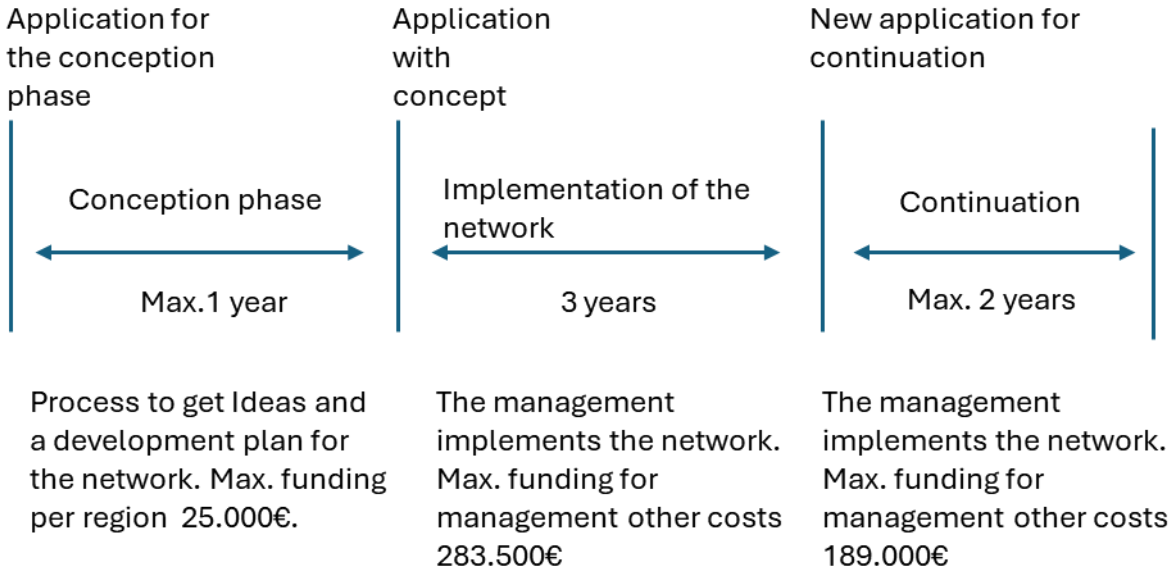 Application for
the conception
phase
Application
with
concept
New application for
continuation
Conception phase
Implementation of the
network
Continuation
Max.1 year
3 years
Max. 2 years
Process to get Ideas and
a development plan for
the network. Max. funding
per region 25.000€.
The management
implements the network.
Max. funding for
management other costs
283.500€
The management
implements the network.
Max. funding for
management other costs
189.000€